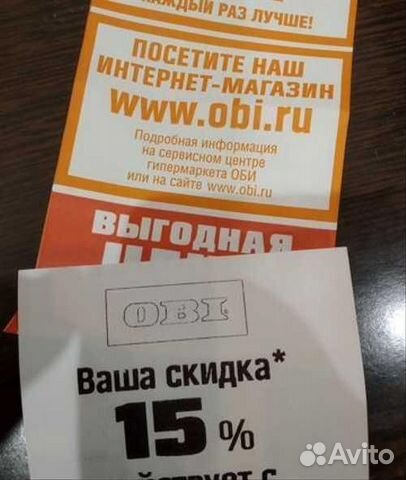 КАЖДЫЙ РАЗ ЛУЧШЕ!
ПОСЕТИТЕ НАШ
ИНТЕРНЕТ-МАГАЗИН
www.obi.ru
Подробная информация
на сервисном центре
гипермаркета ОБИ
или на сайте www.obi.ru
ВЫГОДНАЯ
OBI
Ваша скидка*
15 %
Avito